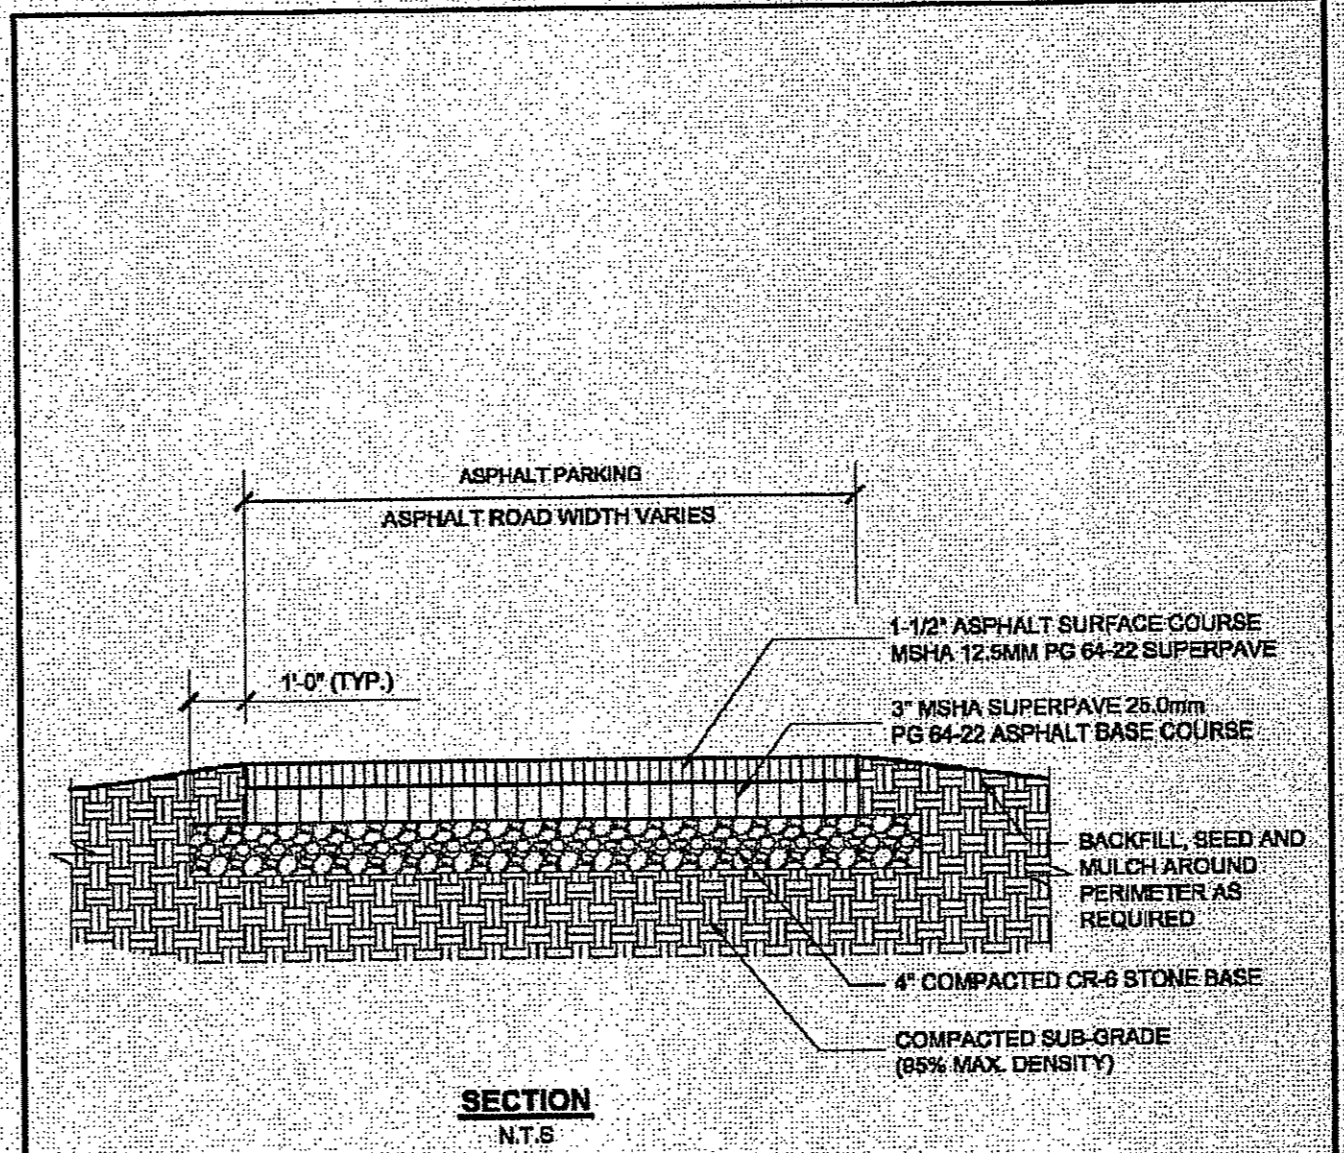 ASPHALT PARKING
ASPHALT ROAD WIDTH VARIES
1-1/2" ASPHALT SURFACE COURSE
MSHA 12.5MM PG 64-22 SUPERPAVE
1'-0" (TYP.)
3" MSHA SUPERPAVE 25.0mm
PG 64-22 ASPHALT BASE COURSE
BACKFILL, SEED AND
MULCH AROUND
PERIMETER AS
REQUIRED
4" COMPACTED CR-6 STONE BASE
COMPACTED SUB-GRADE
(95% MAX. DENSITY)
SECTION
N.T.S